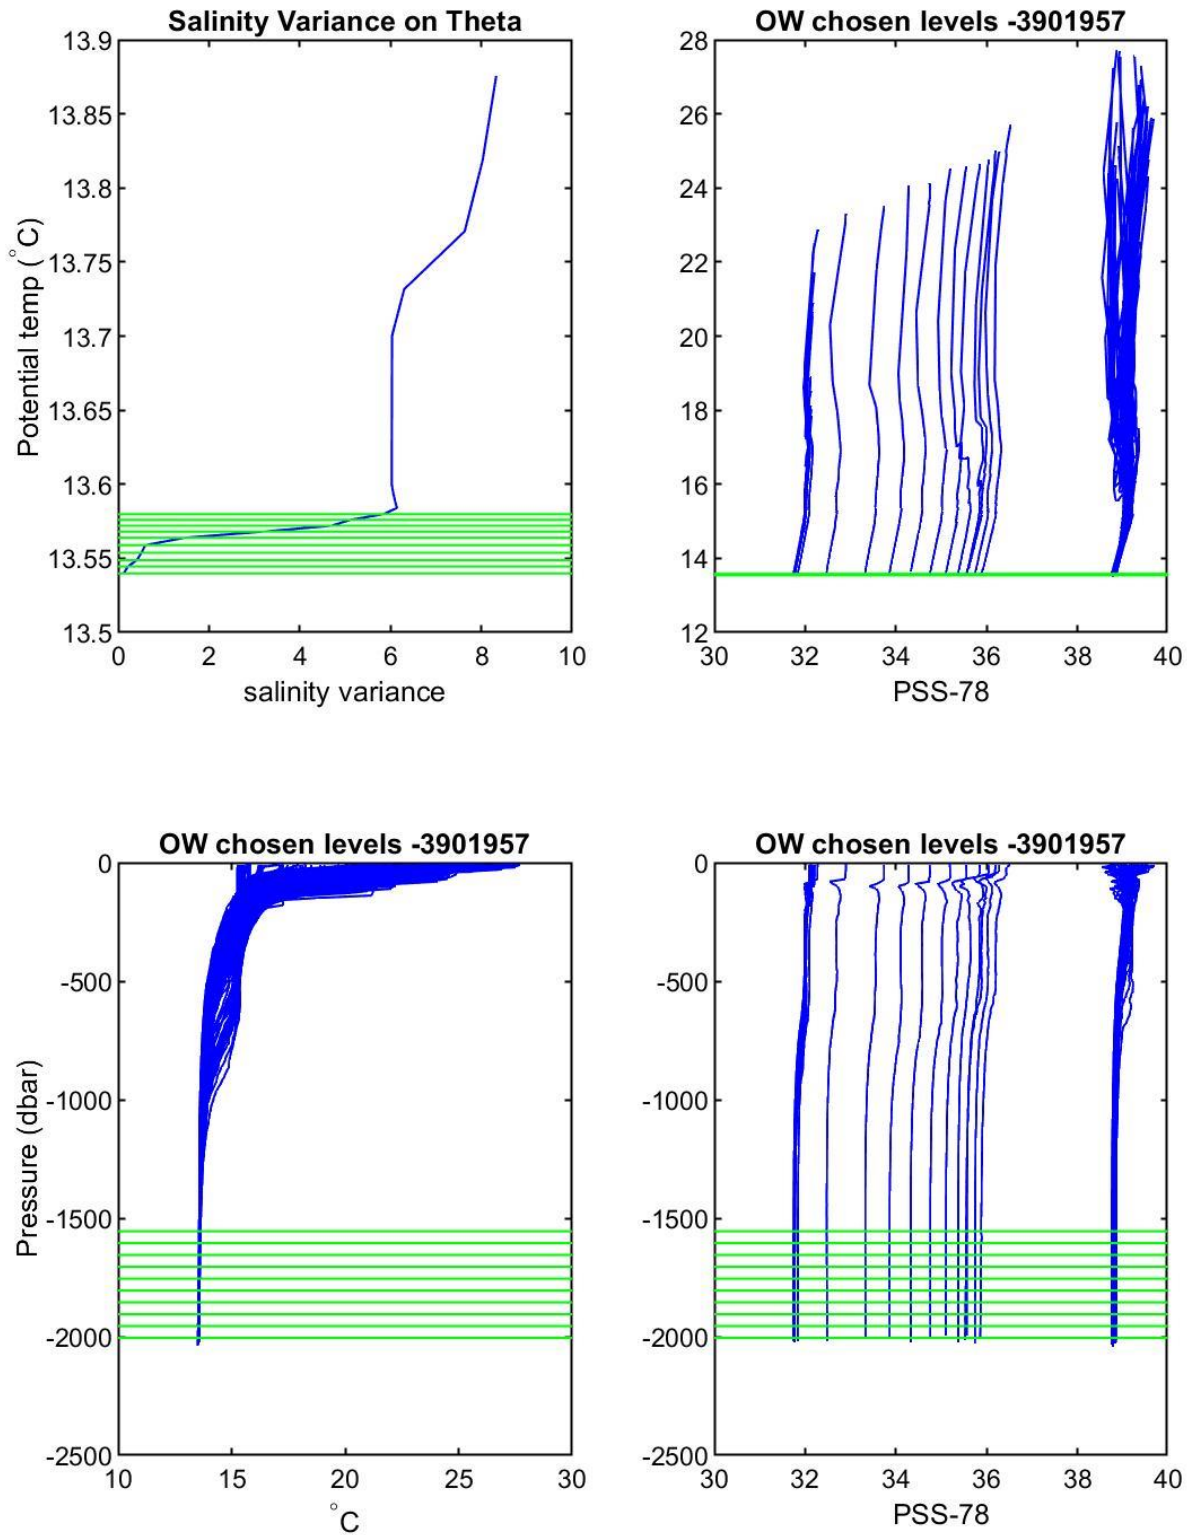 Salinity Variance on Theta
13.9
13.85
13.8
13.75
13.7
13.65
13.6
13.55
13.5
Potential temp (°C)
0 2 4 6 8 10
salinity variance
OW chosen levels -3901957
28
26
24
22
20
18
16
14
12
30 32 34 36 38 40
PSS-78
OW chosen levels -3901957
0
-500
-1000
-1500
-2000
-2500
Pressure (dbar)
10 15 20 25 30
°C
OW chosen levels -3901957
0
-500
-1000
-1500
-2000
-2500
30 32 34 36 38 40
PSS-78